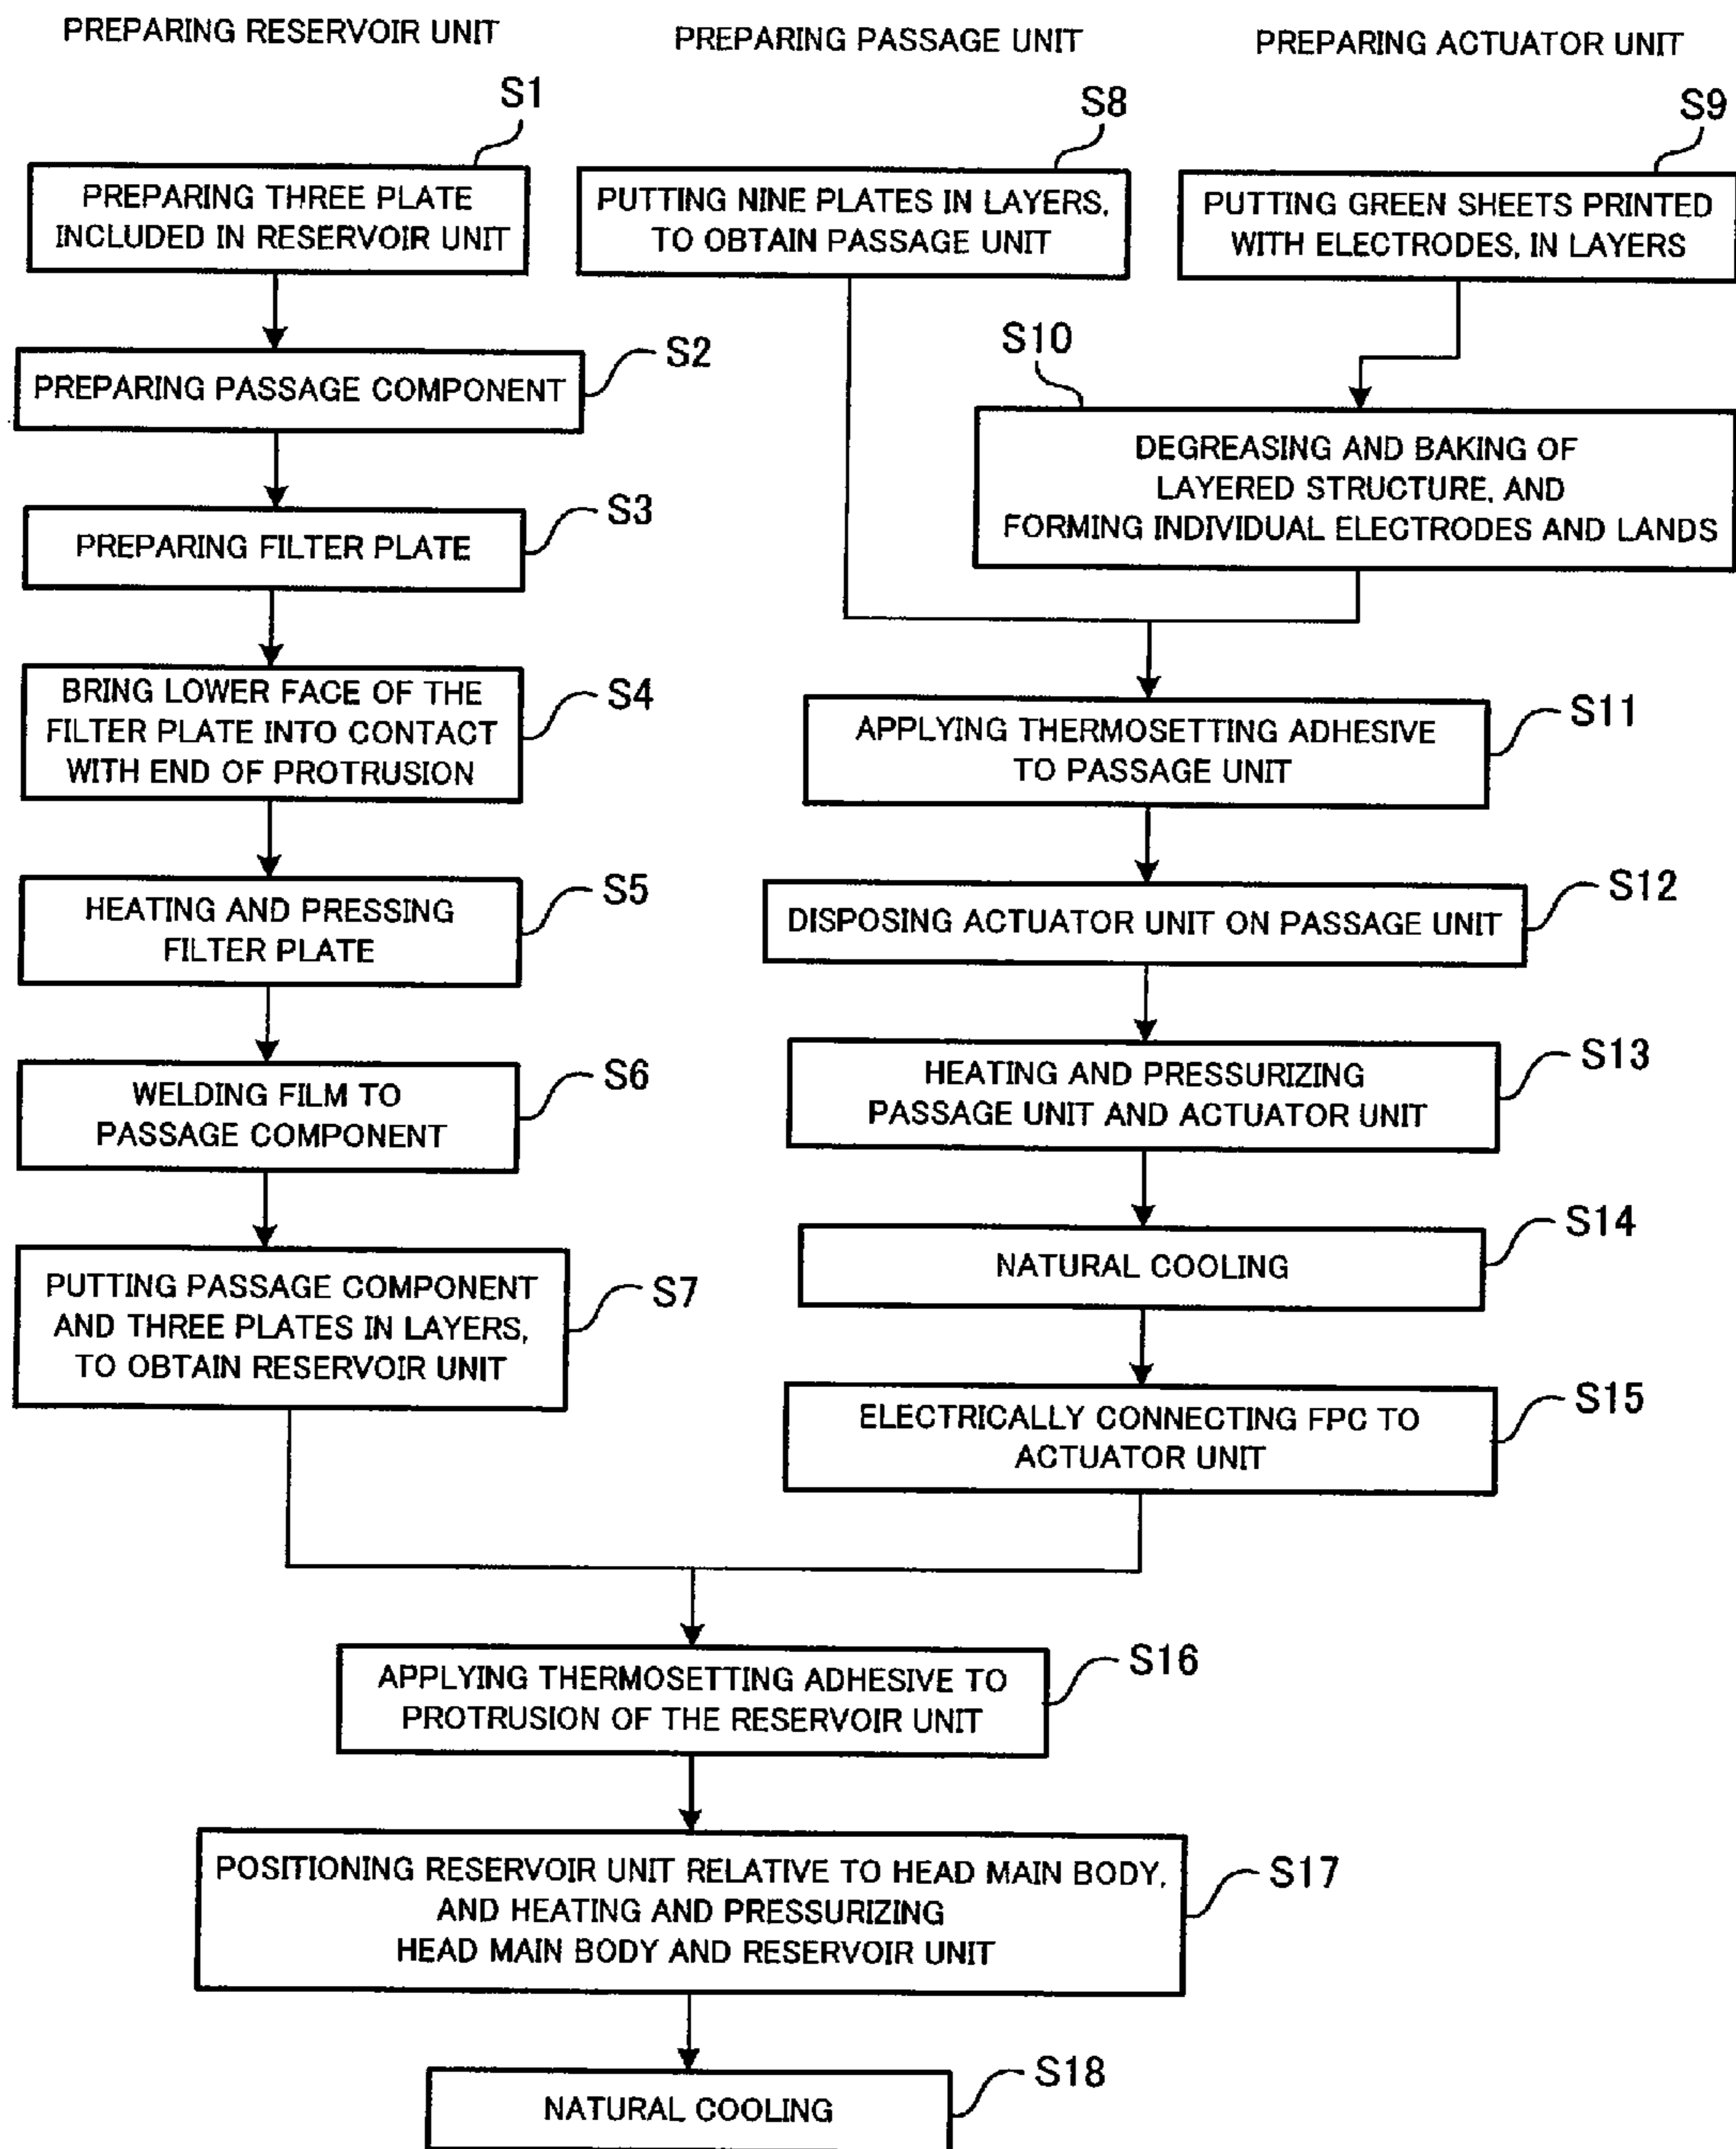 PREPARING RESERVOIR UNIT
PREPARING PASSAGE UNIT
PREPARING ACTUATOR UNIT
S1
PREPARING THREE PLATE
INCLUDED IN RESERVOIR UNIT
S2
PREPARING PASSAGE COMPONENT
S3
PREPARING FILTER PLATE
S4
BRING LOWER FACE OF THE
FILTER PLATE INTO CONTACT
WITH END OF PROTRUSION
S5
HEATING AND PRESSING
FILTER PLATE
S6
WELDING FILM TO
PASSAGE COMPONENT
S7
PUTTING PASSAGE COMPONENT
AND THREE PLATES IN LAYERS,
TO OBTAIN RESERVOIR UNIT
S8
PUTTING NINE PLATES IN LAYERS,
TO OBTAIN PASSAGE UNIT
S9
PUTTING GREEN SHEETS PRINTED
WITH ELECTRODES, IN LAYERS
S10
DEGREASING AND BAKING OF
LAYERED STRUCTURE, AND
FORMING INDIVIDUAL ELECTRODES AND LANDS
S11
APPLYING THERMOSETTING ADHESIVE
TO PASSAGE UNIT
S12
DISPOSING ACTUATOR UNIT ON PASSAGE UNIT
S13
HEATING AND PRESSURIZING
PASSAGE UNIT AND ACTUATOR UNIT
S14
NATURAL COOLING
S15
ELECTRICALLY CONNECTING FPC TO
ACTUATOR UNIT
S16
APPLYING THERMOSETTING ADHESIVE TO
PROTRUSION OF THE RESERVOIR UNIT
S17
POSITIONING RESERVOIR UNIT RELATIVE TO HEAD MAIN BODY,
AND HEATING AND PRESSURIZING
HEAD MAIN BODY AND RESERVOIR UNIT
S18
NATURAL COOLING